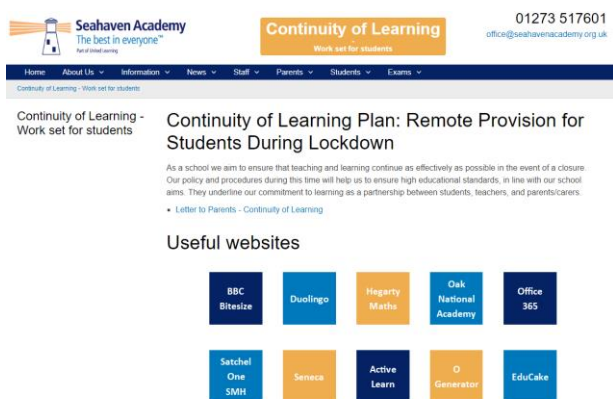 Seahaven Academy
The best in everyone™
Part of United Learning
Continuity of Learning
-
Work set for students
01273 517601
office@seahavenacademy.org.uk
Home About Us Information News Staff Parents Students Exams
Continuity of Learning - Work set for students
Continuity of Learning -
Work set for students
Continuity of Learning Plan: Remote Provision for
Students During Lockdown
As a school we aim to ensure that teaching and learning continue as effectively as possible in the event of a closure.
Our policy and procedures during this time will help us to ensure high educational standards, in line with our school
aims. They underline our commitment to learning as a partnership between students, teachers, and parents/carers.
• Letter to Parents - Continuity of Learning
Useful websites
BBC
Bitesize
Duolingo
Hegarty
Maths
Oak
National
Academy
Office
365
Satchel
One
SMH
Seneca
Active
Learn
O
Generator
EduCake